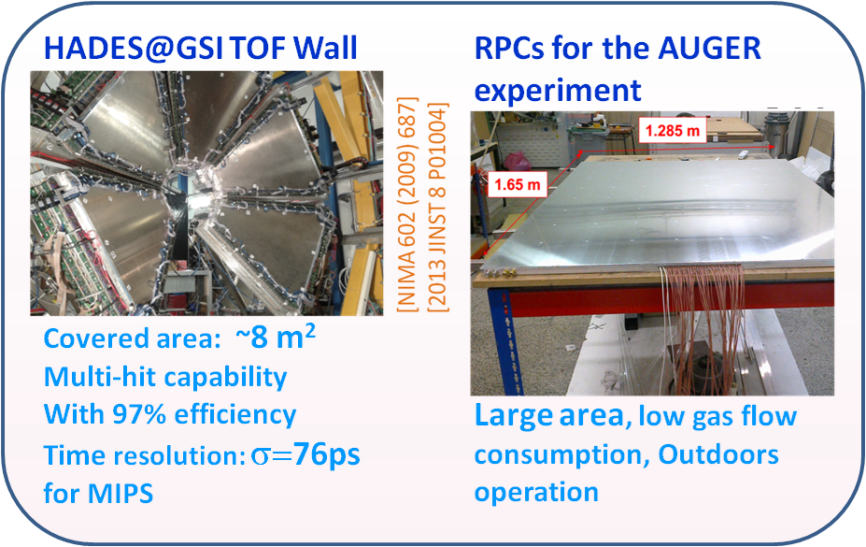 HADES@GSI TOF Wall
[NIMA 602 (2009) 687]
[2013 JINST 8 P01004]
Covered area: ~8 m²
Multi-hit capability
With 97% efficiency
Time resolution: σ=76ps
for MIPS
RPCs for the AUGER
experiment
1.285 m
1.65 m
Large area, low gas flow
consumption, Outdoors
operation